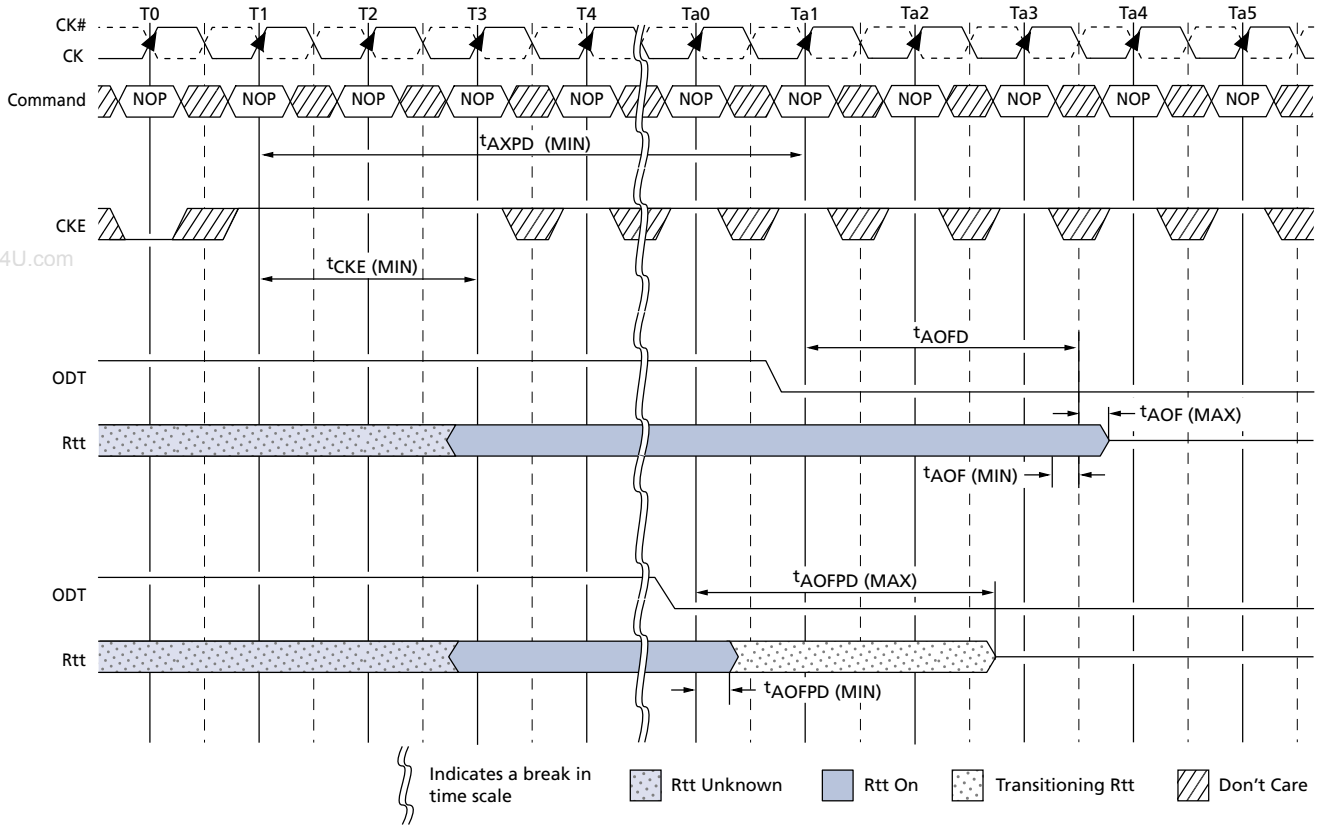 T0 T1 T2 T3 T4 Ta0 Ta1 Ta2 Ta3 Ta4 Ta5
CK#
CK
Command NOP NOP NOP NOP NOP NOP NOP NOP NOP NOP NOP
tAXPD (MIN)
CKE
4U.com
tCKE (MIN)
tAOFD
ODT
tAOF (MAX)
Rtt
tAOF (MIN)
tAOFPD (MAX)
ODT
Rtt
tAOFPD (MIN)
Indicates a break in
time scale
Rtt Unknown
Rtt On
Transitioning Rtt
Don't Care